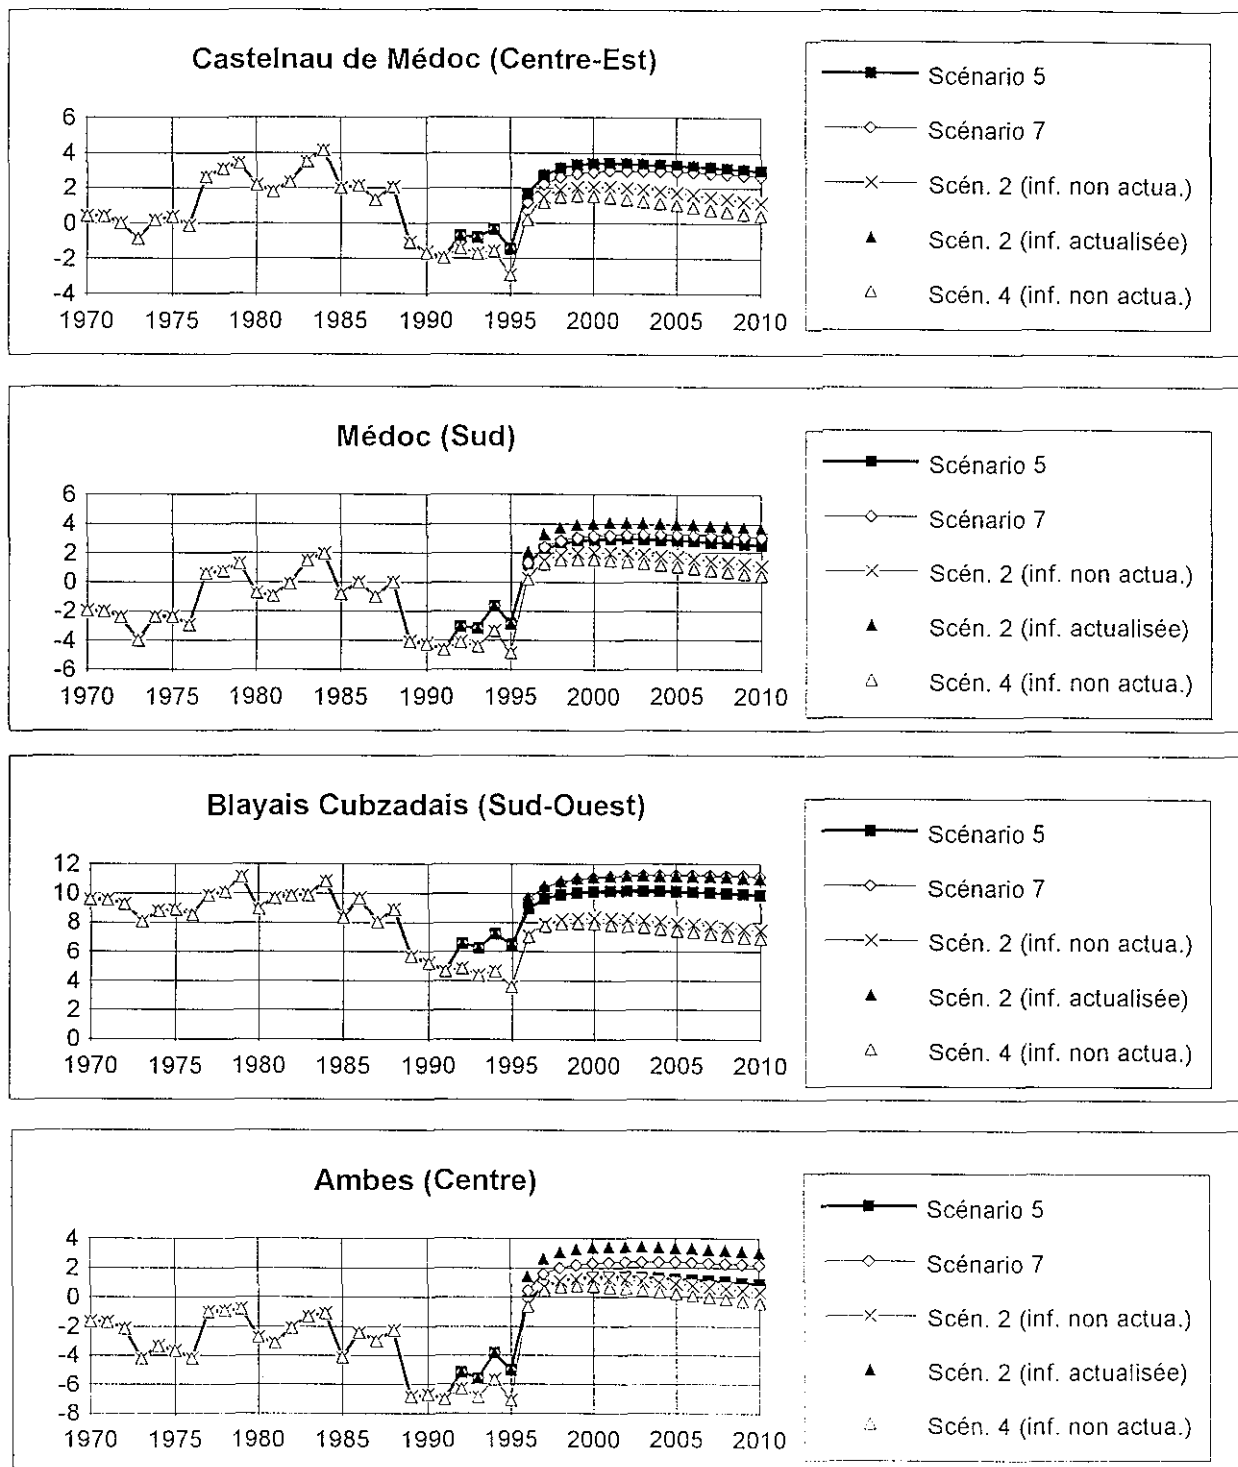 Castelnau de Médoc (Centre-Est)
6
4
2
0
-2
-4
1970 1975 1980 1985 1990 1995 2000 2005 2010
Scénario 5
Scénario 7
Scén. 2 (inf. non actua.)
Scén. 2 (inf. actualisée)
Scén. 4 (inf. non actua.)
Médoc (Sud)
6
4
2
0
-2
-4
-6
1970 1975 1980 1985 1990 1995 2000 2005 2010
Scénario 5
Scénario 7
Scén. 2 (inf. non actua.)
Scén. 2 (inf. actualisée)
Scén. 4 (inf. non actua.)
Blayais Cubzadais (Sud-Ouest)
12
10
8
6
4
2
0
1970 1975 1980 1985 1990 1995 2000 2005 2010
Scénario 5
Scénario 7
Scén. 2 (inf. non actua.)
Scén. 2 (inf. actualisée)
Scén. 4 (inf. non actua.)
Ambes (Centre)
4
2
0
-2
-4
-6
-8
1970 1975 1980 1985 1990 1995 2000 2005 2010
Scénario 5
Scénario 7
Scén. 2 (inf. non actua.)
Scén. 2 (inf. actualisée)
Scén. 4 (inf. non actua.)